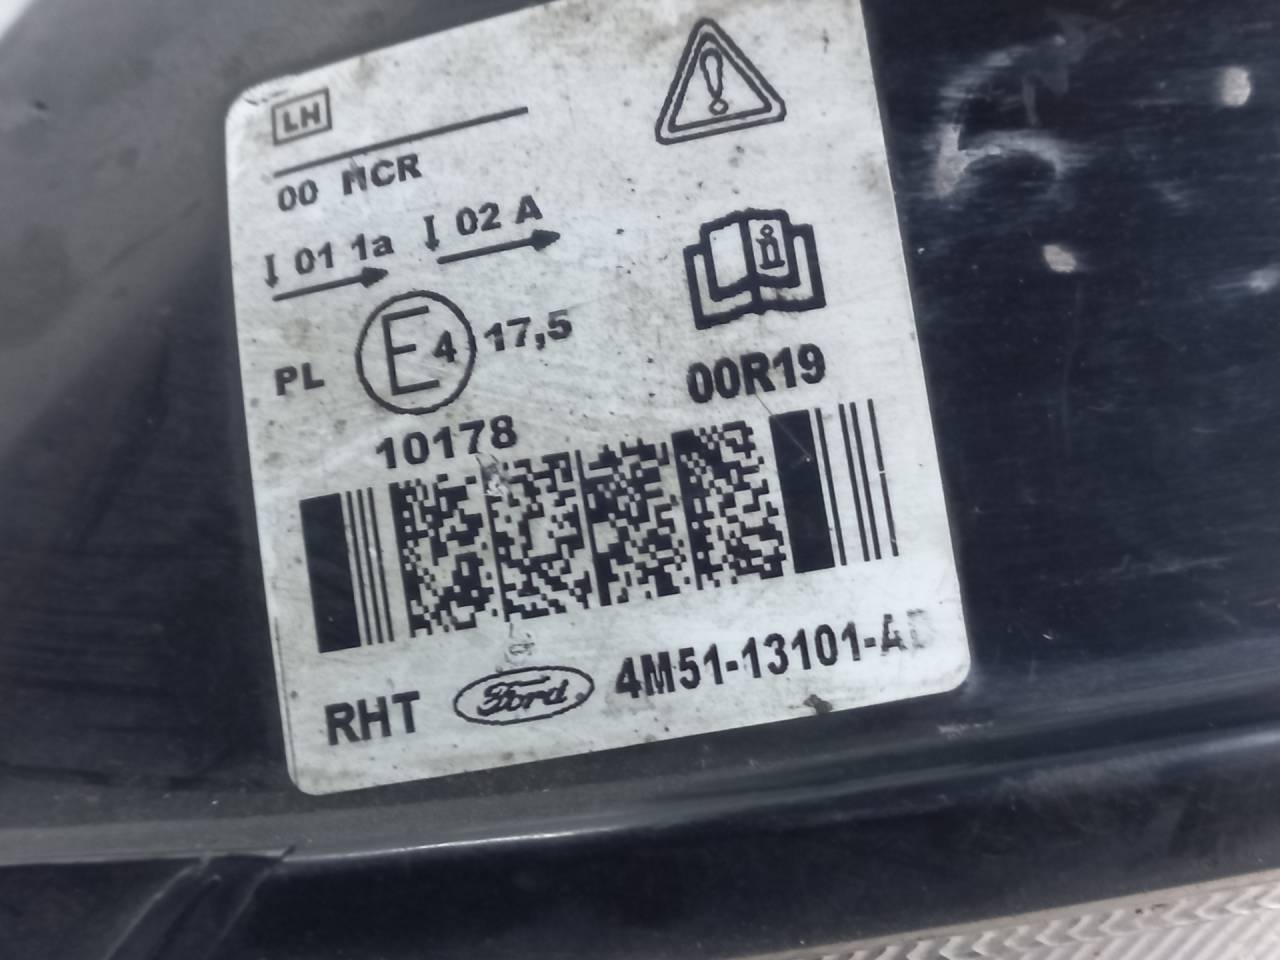 LH
00 HCR
01 1a 02 A
PL E4 17,5
00R19
10178
RHT Ford 4M51-13101-AD